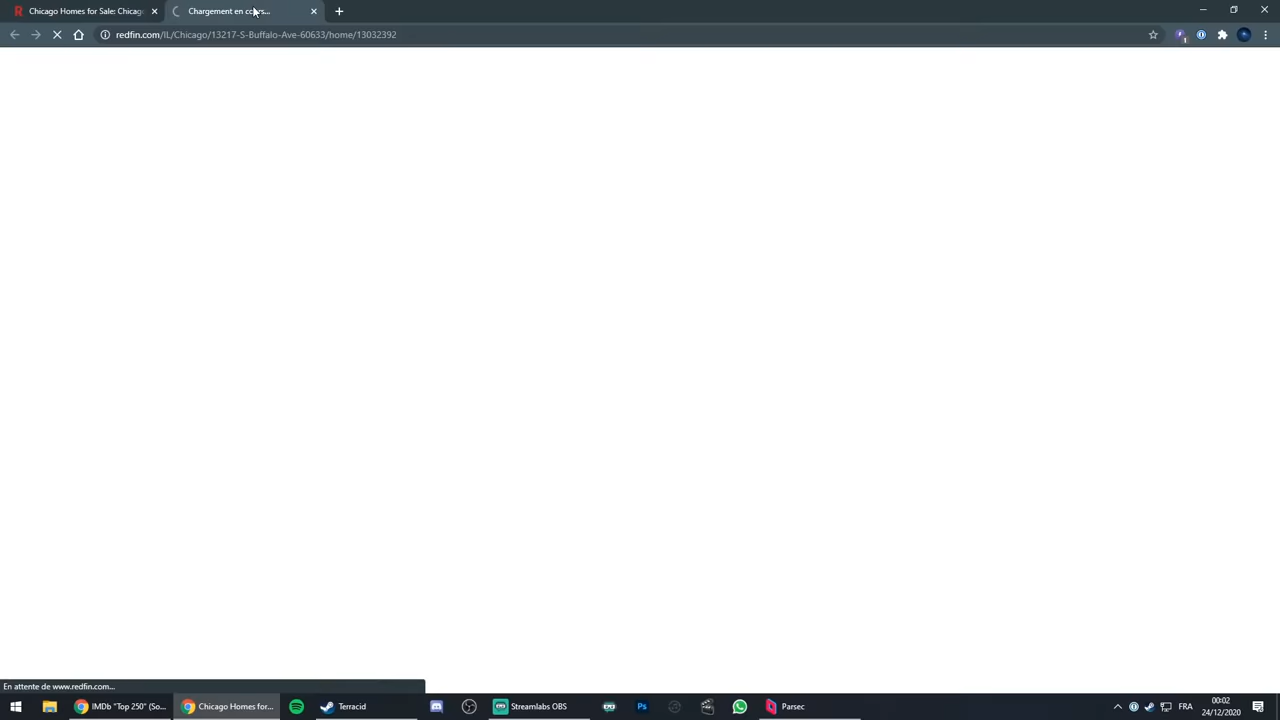 Chicago Homes for Sale: Chicag
Chargement en cours...
redfin.com/IL/Chicago/13217-S-Buffalo-Ave-60633/home/13032392
En attente de www.redfin.com...
IMDb "Top 250" (So...
Chicago Homes for...
Terracid
Streamlabs OBS
Ps
Parsec
FRA
00:02
24/12/2020